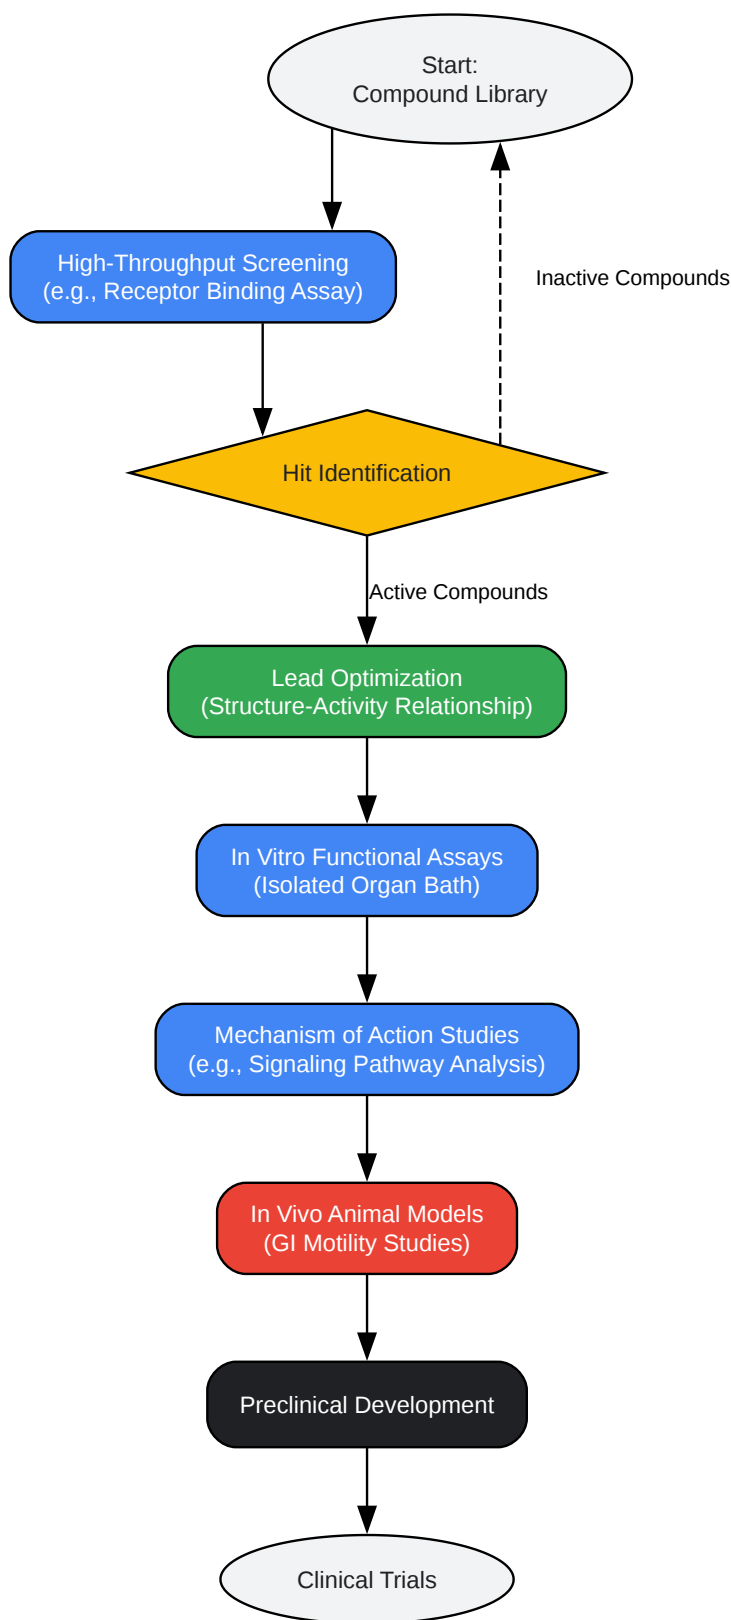 Start:
Compound Library
High-Throughput Screening
(e.g., Receptor Binding Assay)
Inactive Compounds
Hit Identification
Active Compounds
Lead Optimization
(Structure-Activity Relationship)
In Vitro Functional Assays
(Isolated Organ Bath)
Mechanism of Action Studies
(e.g., Signaling Pathway Analysis)
In Vivo Animal Models
(GI Motility Studies)
Preclinical Development
Clinical Trials